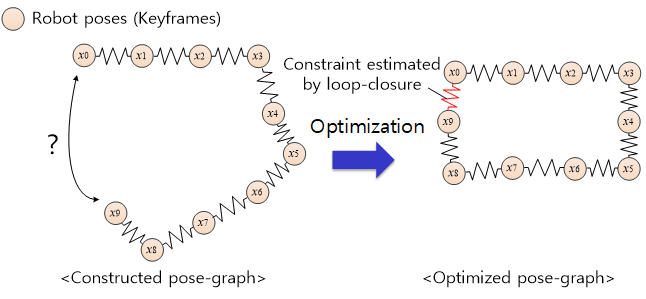 Robot poses (Keyframes)
x0 x1 x2 x3
x4
x5
x6
x7
x8
x9
?
Optimization
Constraint estimated
by loop-closure
x0 x1 x2 x3
x9 x4
x8 x7 x6 x5
<Constructed pose-graph>
<Optimized pose-graph>